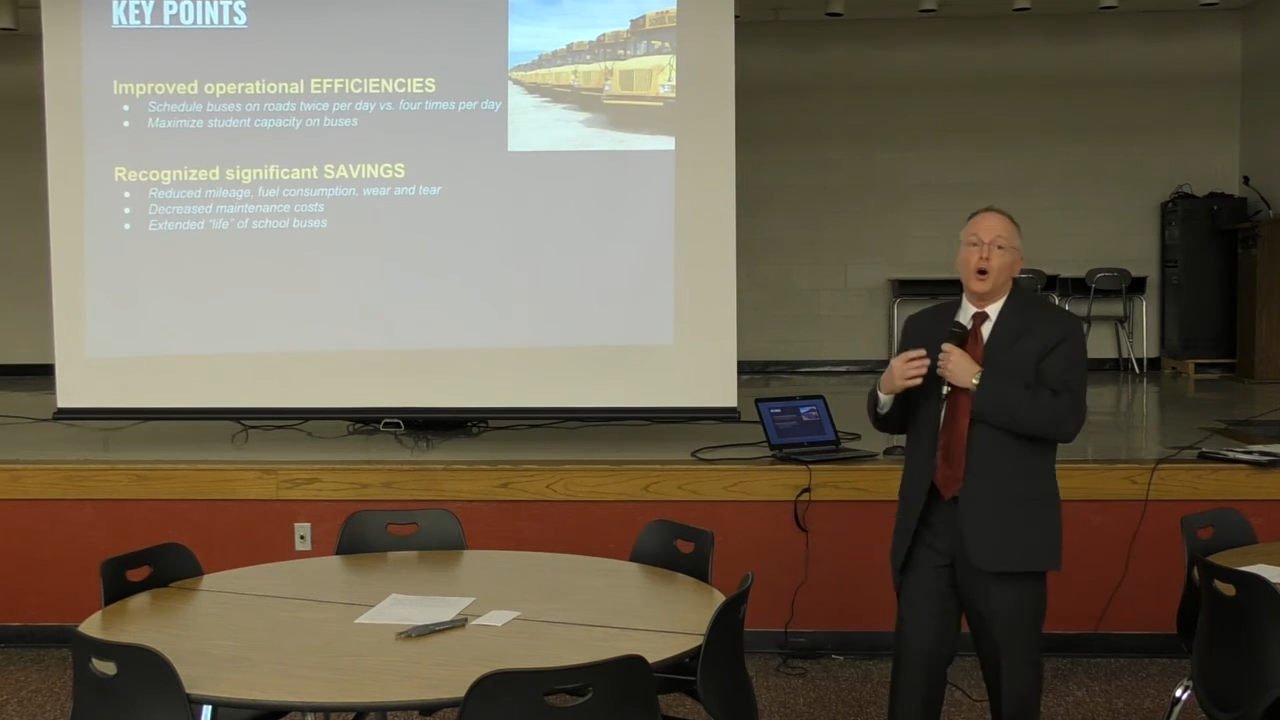 KEY POINTS
Improved operational EFFICIENCIES
Schedule buses on roads twice per day vs. four times per day
Maximize student capacity on buses
Recognized significant SAVINGS
Reduced mileage, fuel consumption, wear and tear
Decreased maintenance costs
Extended "life" of school buses